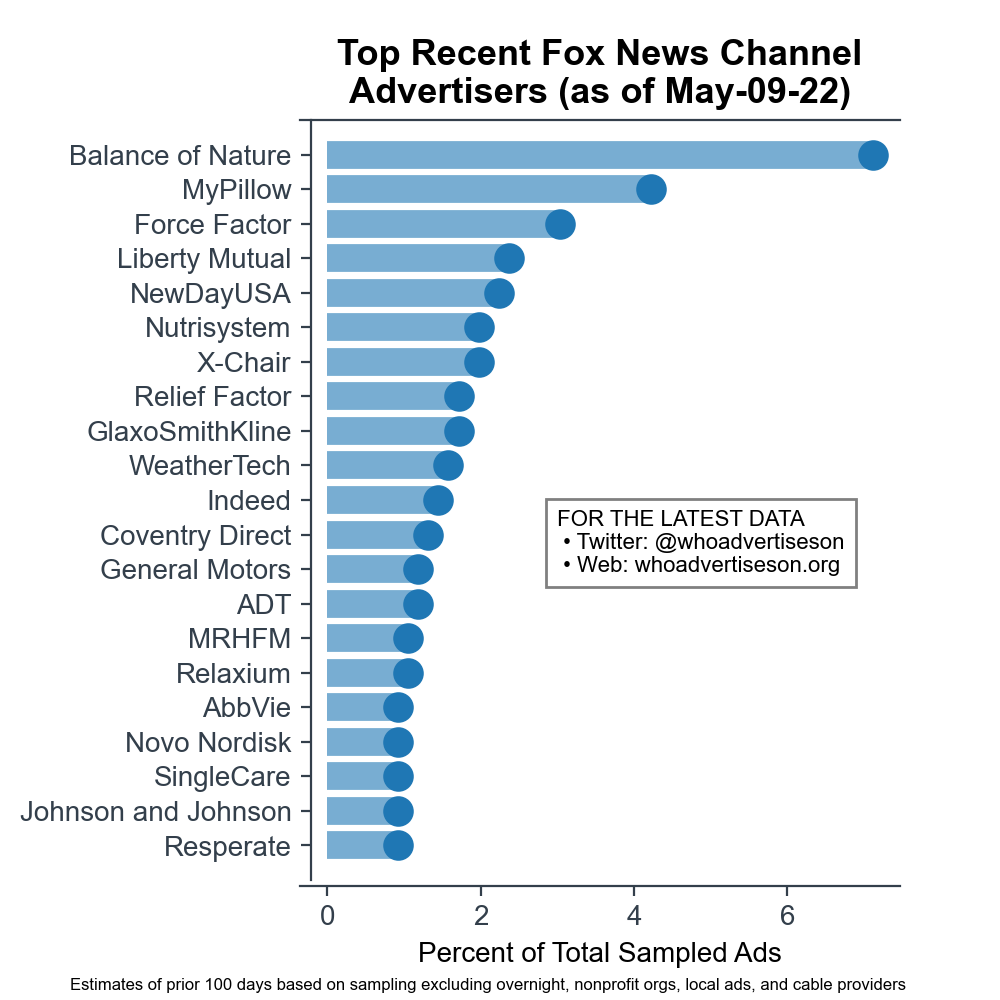 Top Recent Fox News Channel
Advertisers (as of May-09-22)
Balance of Nature
MyPillow
Force Factor
Liberty Mutual
NewDayUSA
Nutrisystem
X-Chair
Relief Factor
GlaxoSmithKline
WeatherTech
Indeed
Coventry Direct
General Motors
ADT
MRHFM
Relaxium
AbbVie
Novo Nordisk
SingleCare
Johnson and Johnson
Resperate
FOR THE LATEST DATA
• Twitter: @whoadvertiseson
• Web: whoadvertiseson.org
0 2 4 6
Percent of Total Sampled Ads
Estimates of prior 100 days based on sampling excluding overnight, nonprofit orgs, local ads, and cable providers